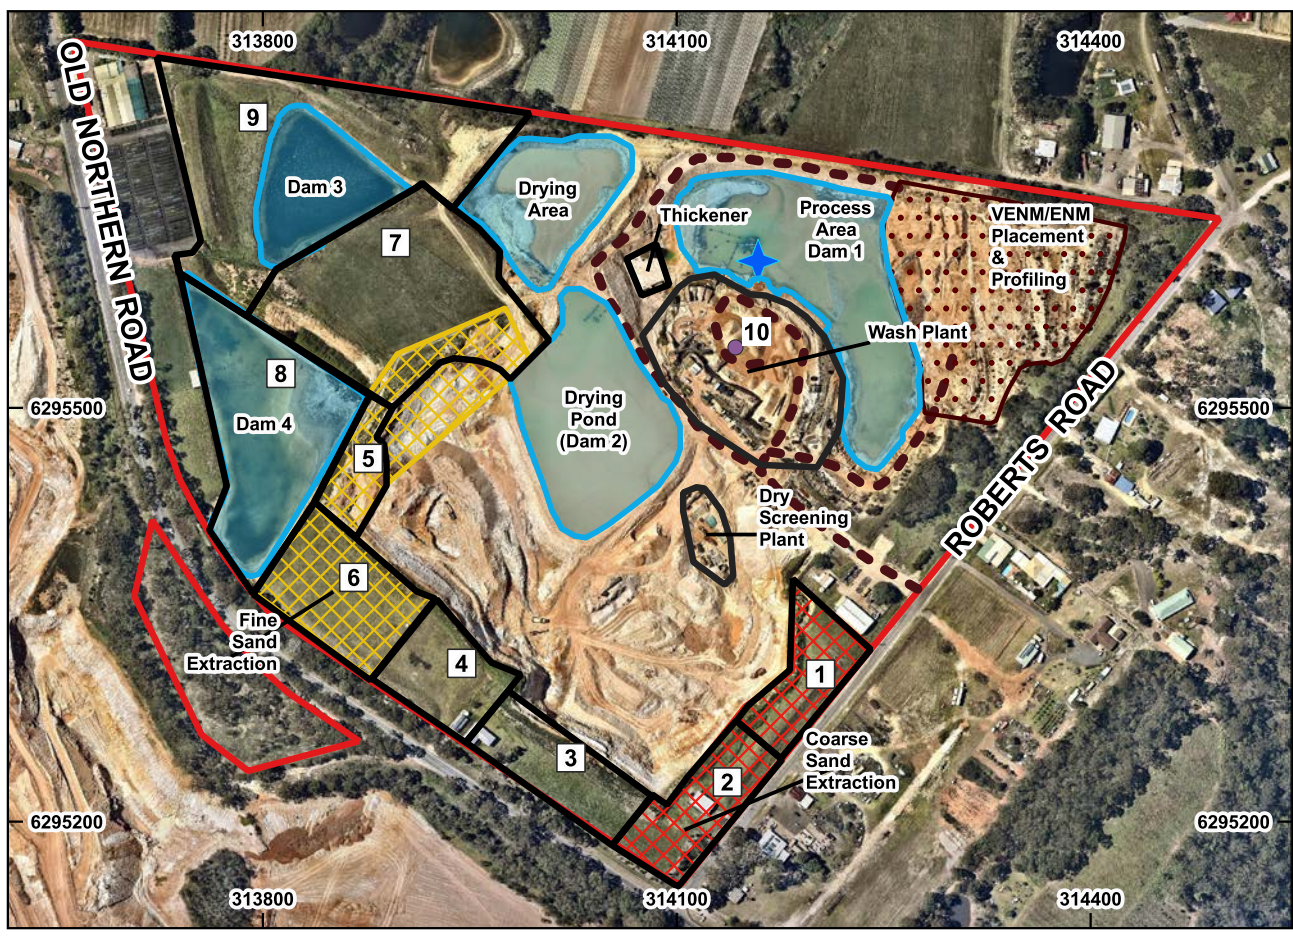 313800
314100
314400
OLD NORTHERN ROAD
9
Dam 3
Drying
Area
Thickener
Process
Area
Dam 1
VENM/ENM
Placement
&
Profiling
7
10
Wash Plant
8
Dam 4
6295500
6295500
Drying
Pond
(Dam 2)
5
ROBERTS ROAD
Dry
Screening
Plant
6
Fine
Sand
Extraction
4
1
3
2
Coarse
Sand
Extraction
6295200
6295200
313800
314100
314400